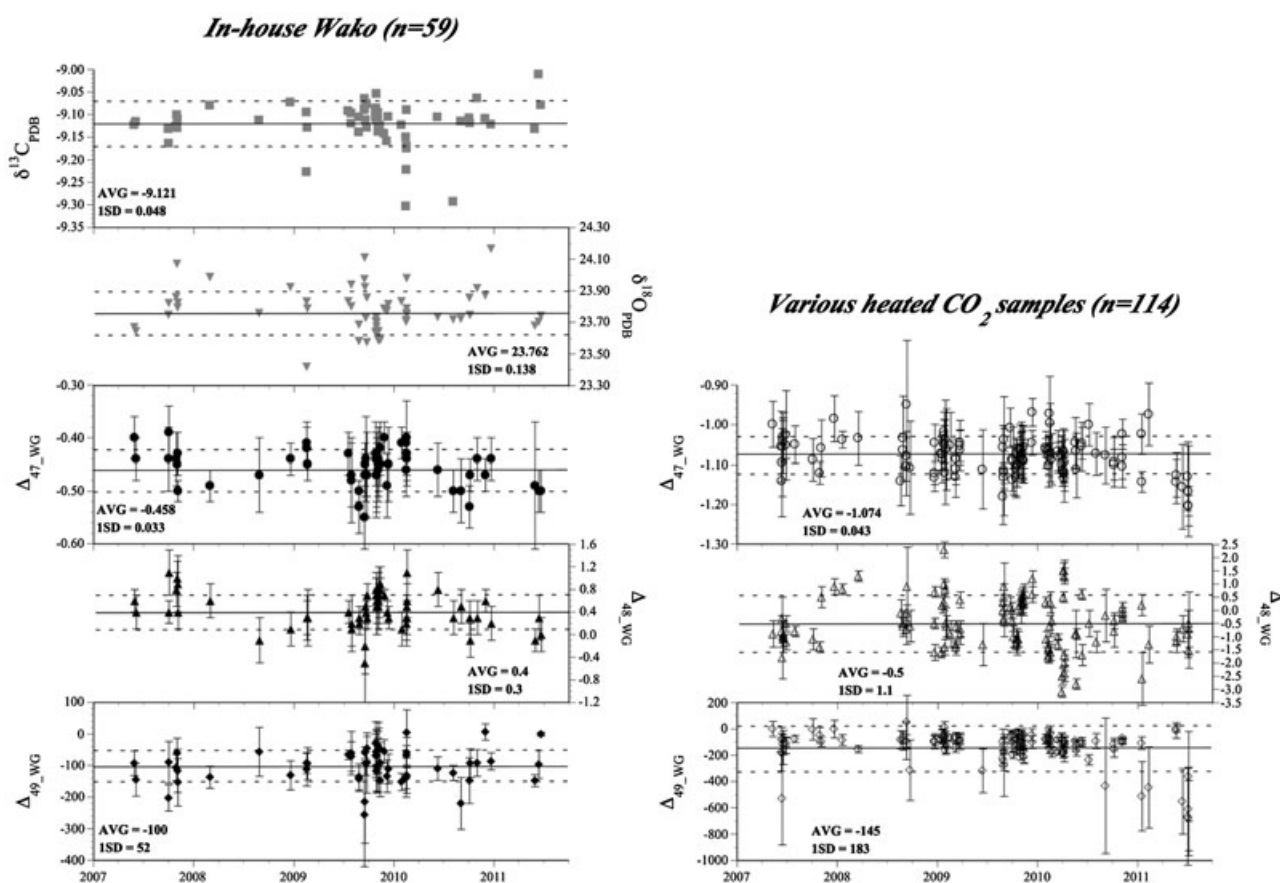 In-house Wako (n=59)
-9.00
-9.05
-9.10
-9.15
-9.20
-9.25
-9.30
-9.35
δ¹³C_PDB
AVG = -9.121
1SD = 0.048
2007
2008
2009
2010
2011
24.30
24.10
23.90
23.70
23.50
23.30
δ¹⁸O_PDB
AVG = 23.762
1SD = 0.138
-0.30
-0.40
-0.50
-0.60
Δ47_WG
AVG = -0.458
1SD = 0.033
1.6
1.2
0.8
0.4
0.0
-0.4
-0.8
-1.2
Δ48_WG
AVG = 0.4
1SD = 0.3
100
0
-100
-200
-300
-400
Δ49_WG
AVG = -100
1SD = 52
2007
2008
2009
2010
2011
Various heated CO₂ samples (n=114)
-0.90
-1.00
-1.10
-1.20
-1.30
Δ47_WG
AVG = -1.074
1SD = 0.043
2.5
2.0
1.5
1.0
0.5
0.0
-0.5
-1.0
-1.5
-2.0
-2.5
-3.0
-3.5
Δ48_WG
AVG = -0.5
1SD = 1.1
200
0
-200
-400
-600
-800
-1000
Δ49_WG
AVG = -145
1SD = 183
2007
2008
2009
2010
2011